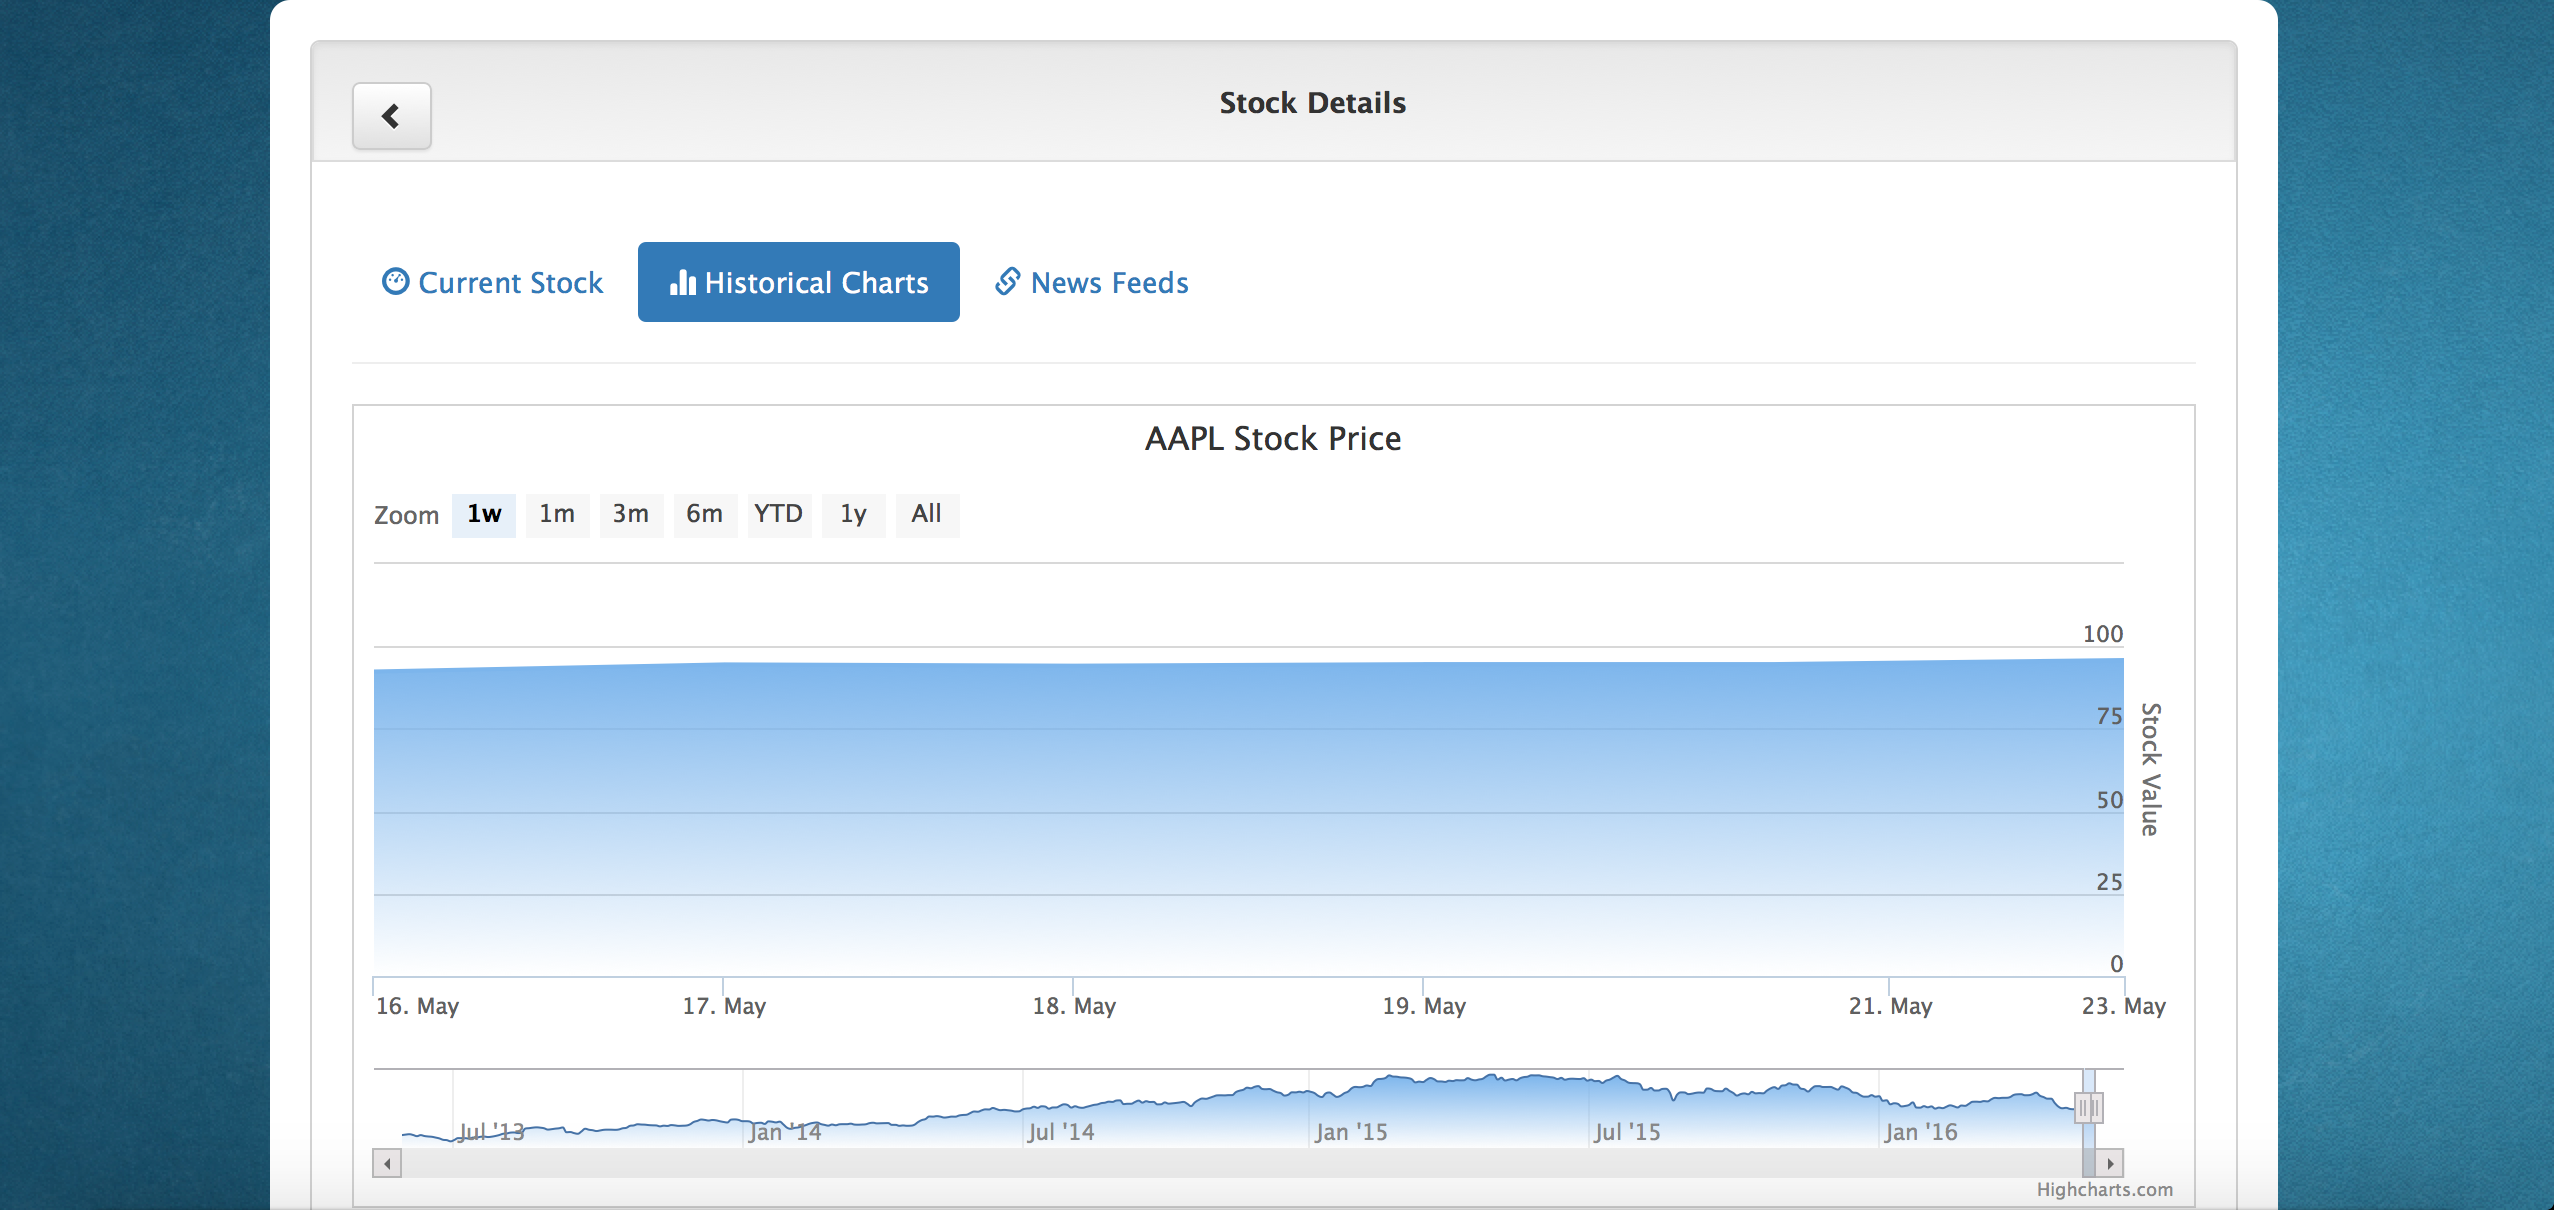 Stock Details
Current Stock
Historical Charts
News Feeds
AAPL Stock Price
Zoom 1w 1m 3m 6m YTD 1y All
100
75
50
25
0
Stock Value
16. May 17. May 18. May 19. May 21. May 23. May
Jul '13 Jan '14 Jul '14 Jan '15 Jul '15 Jan '16
Highcharts.com